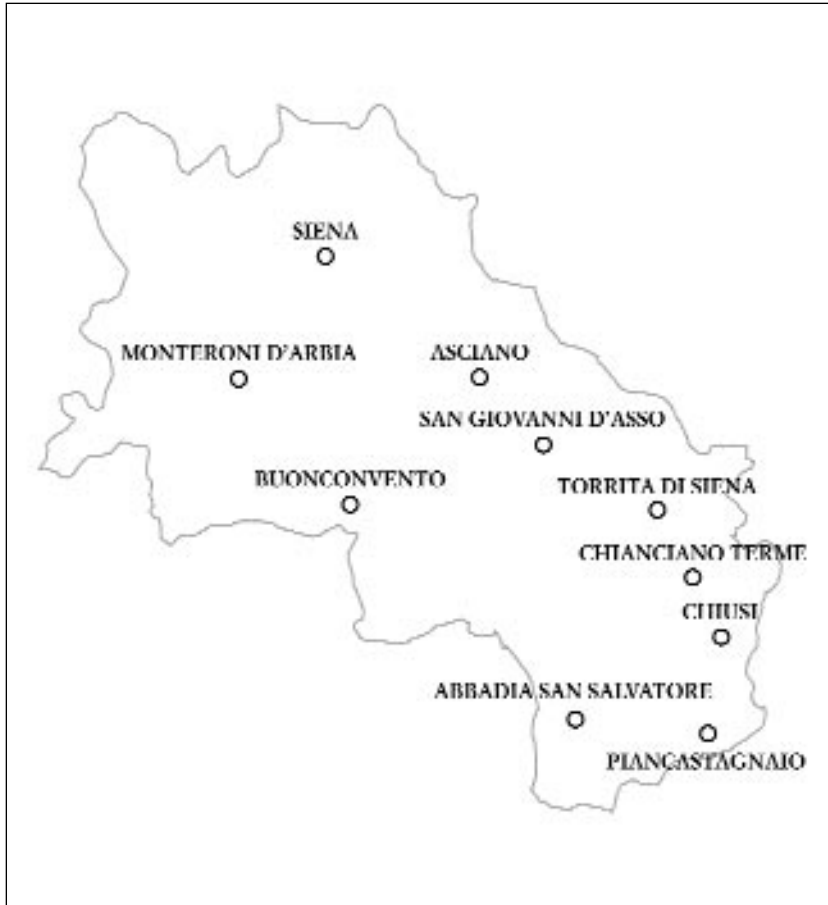 SIENA
MONTERONI D'ARBIA
ASCIANO
SAN GIOVANNI D'ASSO
BUONCONVENTO
TORRITA DI SIENA
CHIANCIANO TERME
CHIUSI
ABBADIA SAN SALVATORE
PIANCASTAGNAIO